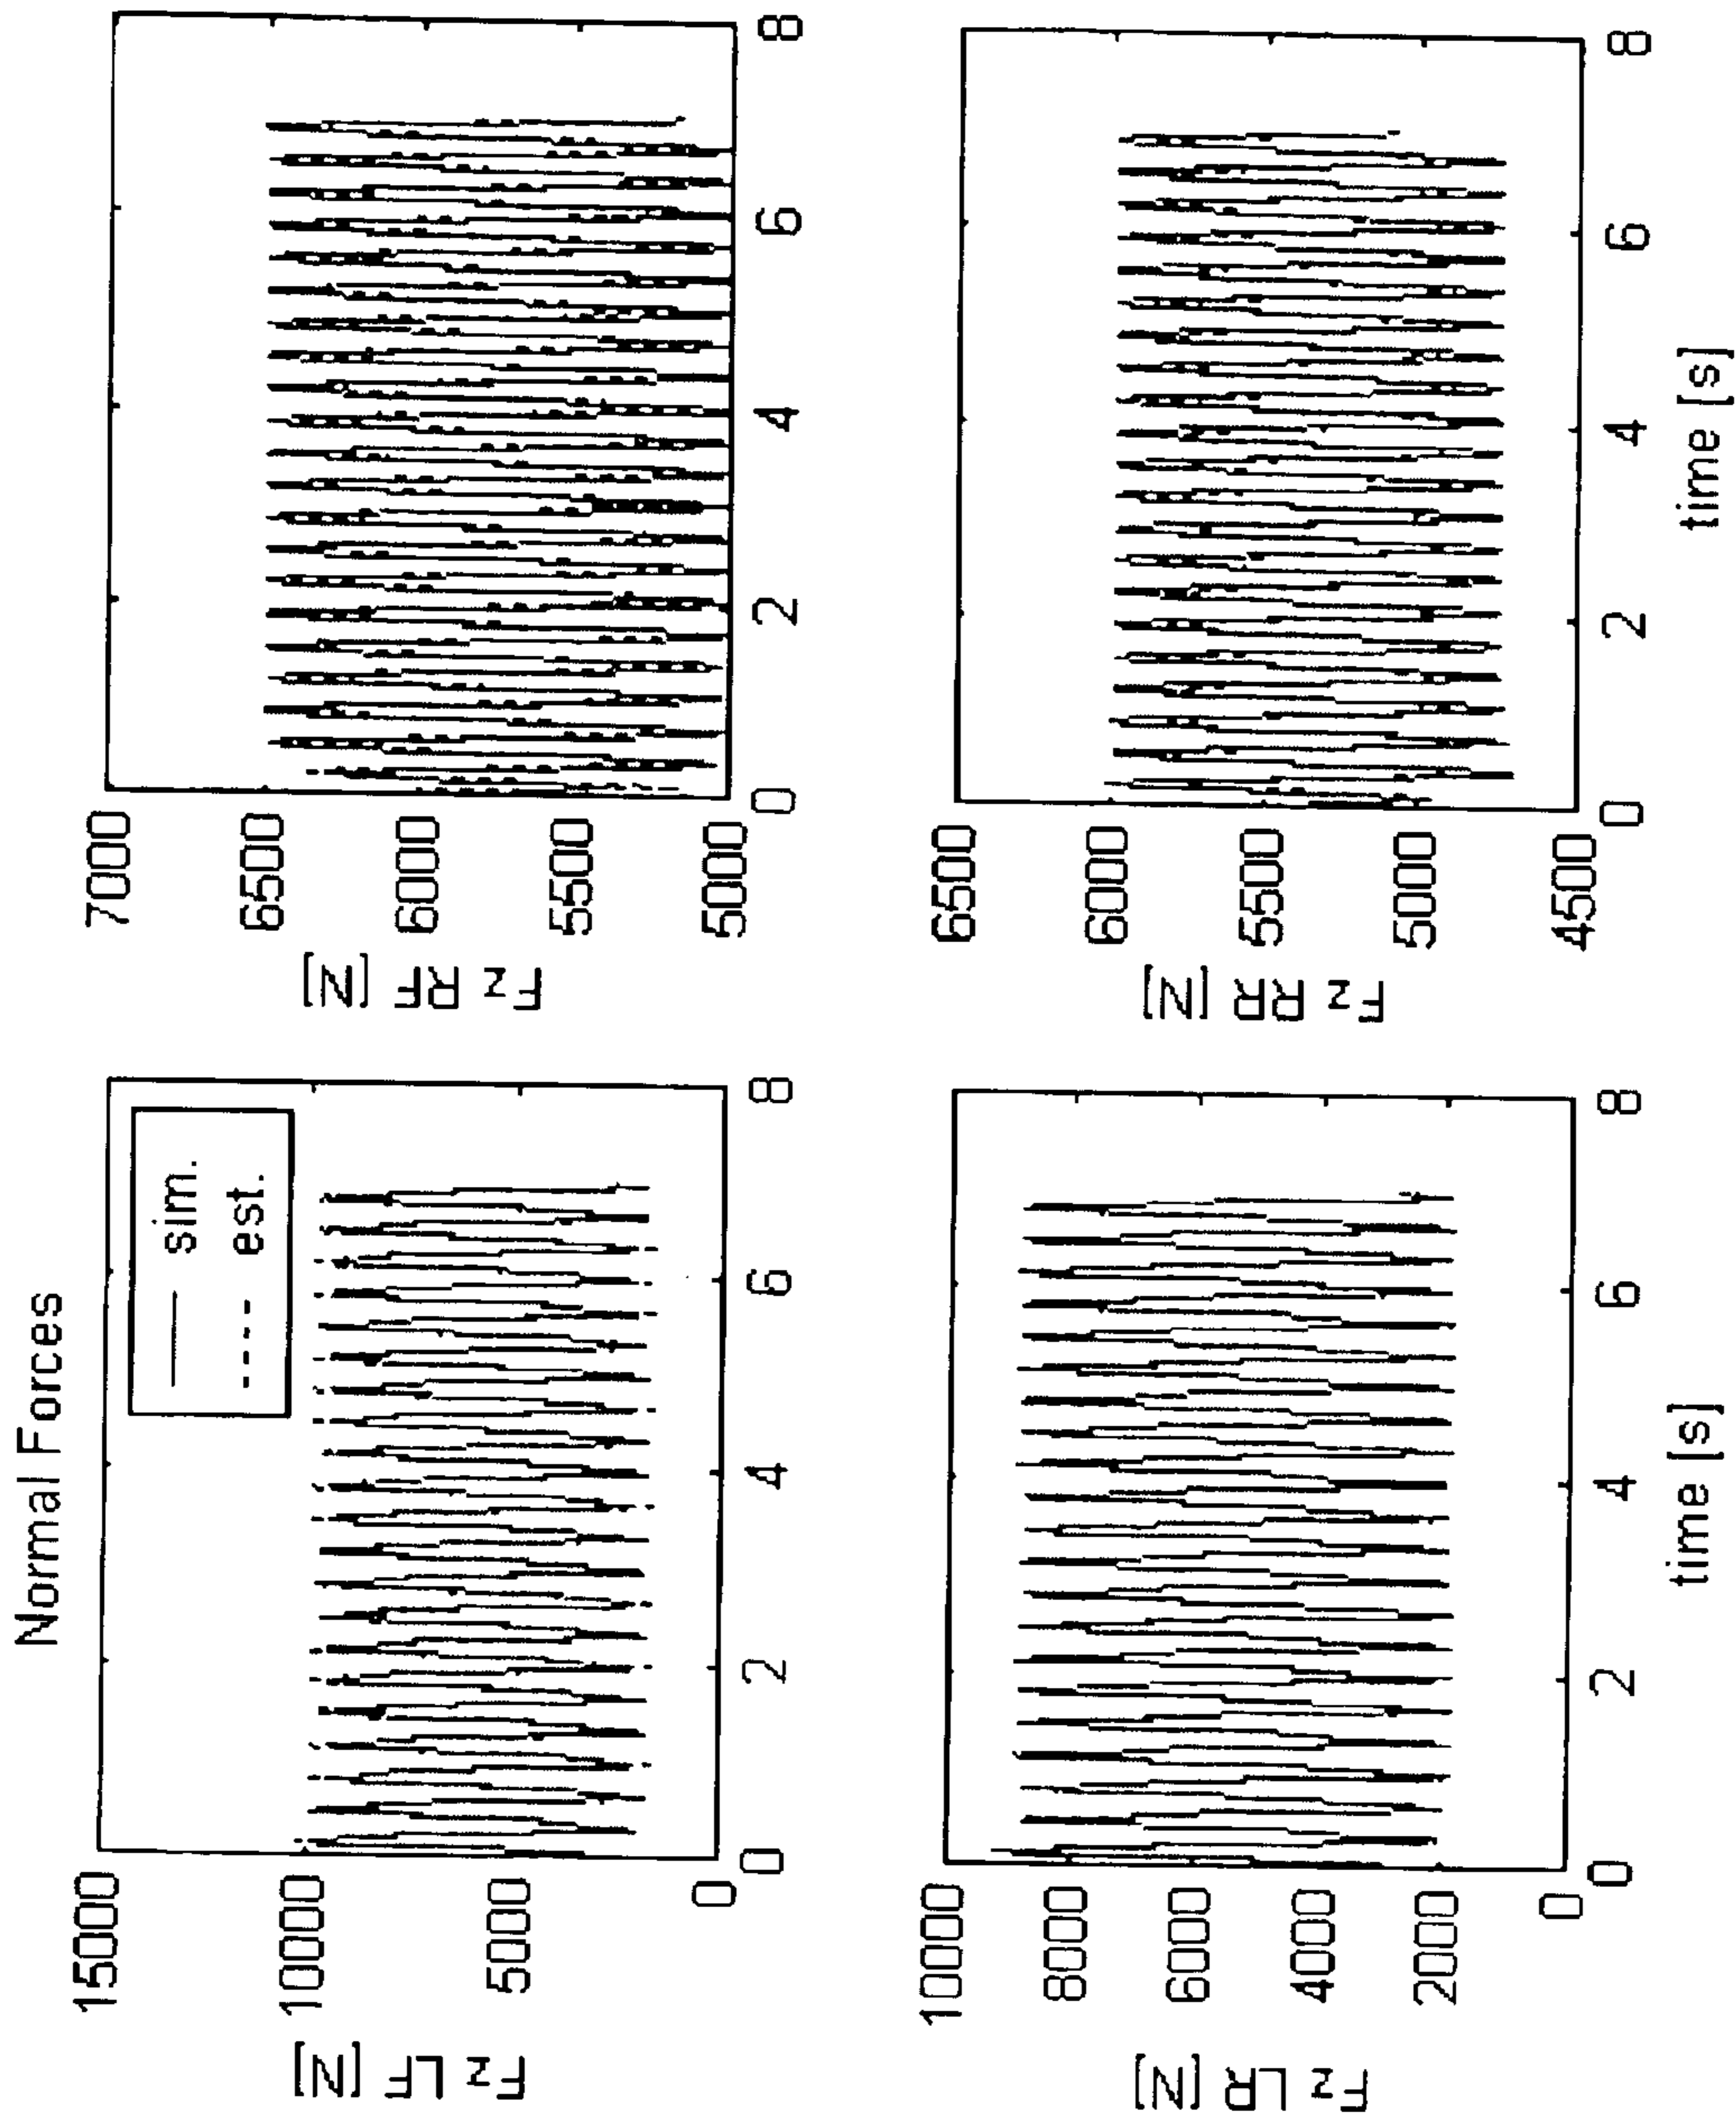 Normal Forces
sim.
est.
Fz LF [N]
15000
10000
5000
0
0 2 4 6 8
Fz RF [N]
7000
6500
6000
5500
5000
0 2 4 6 8
Fz LR [N]
10000
8000
6000
4000
2000
0
0 2 4 6 8
time [s]
Fz RR [N]
6500
6000
5500
5000
4500
0 2 4 6 8
time [s]